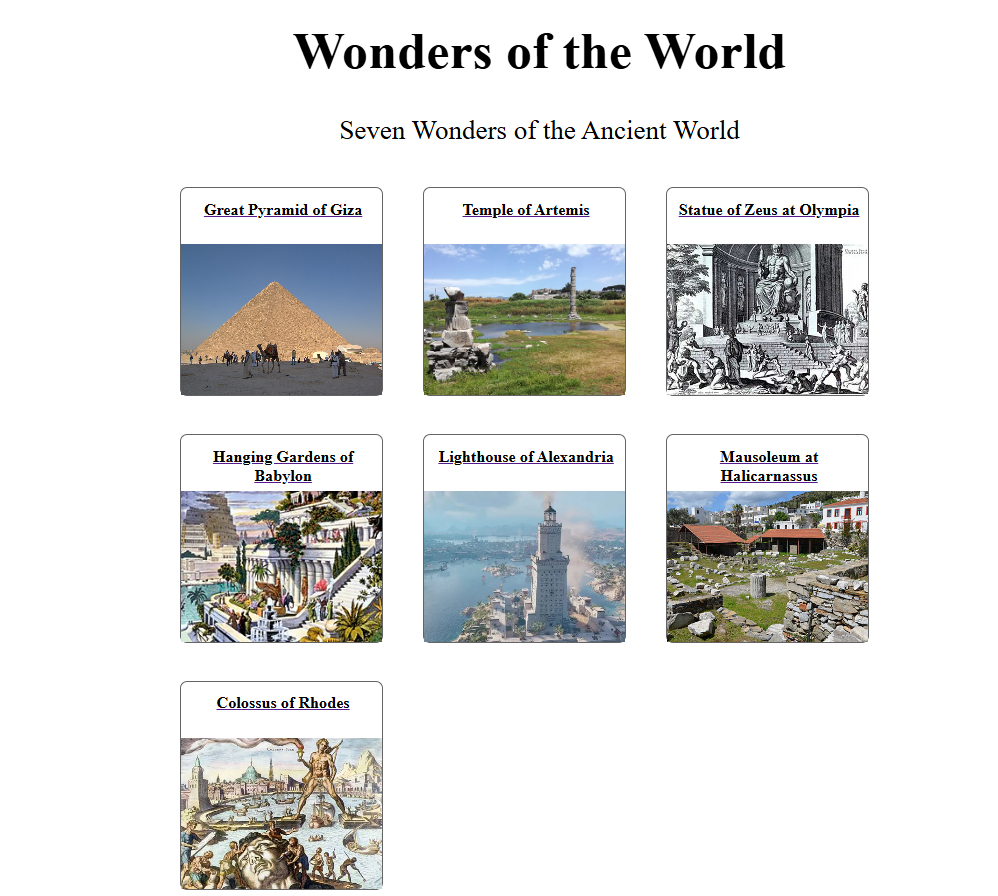 Wonders of the World
Seven Wonders of the Ancient World
Great Pyramid of Giza
Temple of Artemis
Statue of Zeus at Olympia
Hanging Gardens of
Babylon
Lighthouse of Alexandria
Mausoleum at
Halicarnassus
Colossus of Rhodes